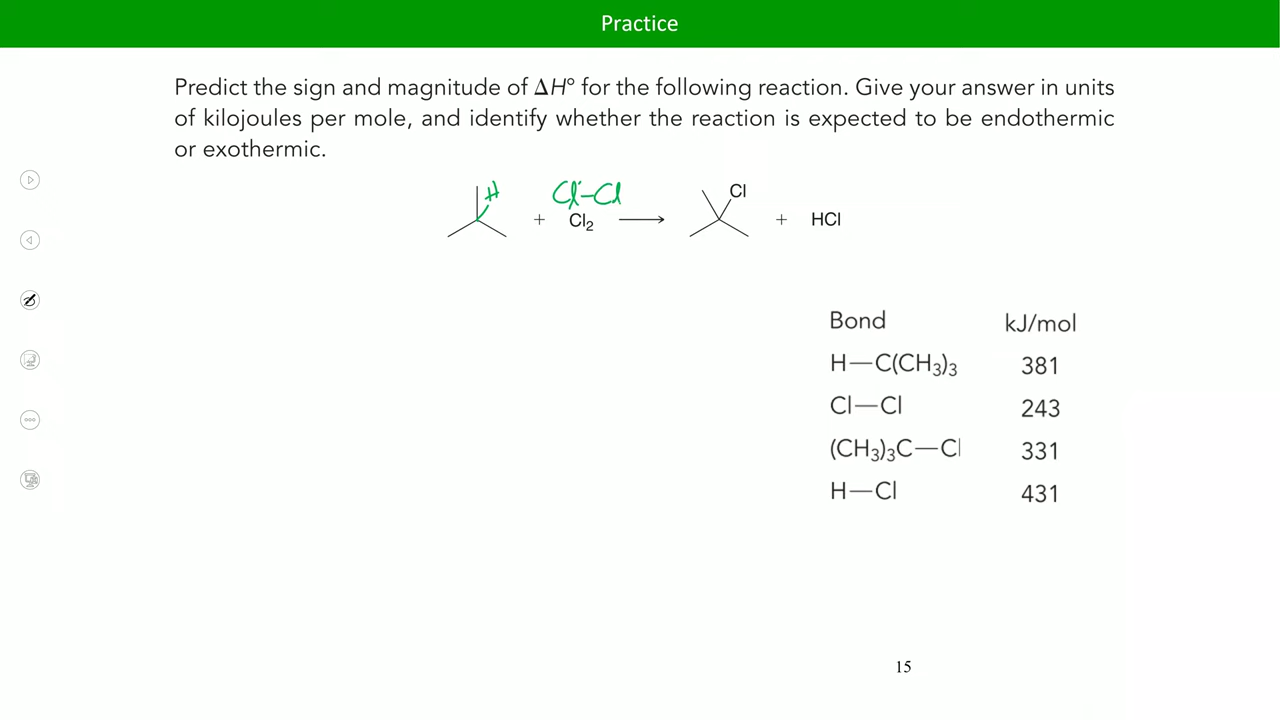 Practice
Predict the sign and magnitude of ΔH° for the following reaction. Give your answer in units
of kilojoules per mole, and identify whether the reaction is expected to be endothermic
or exothermic.
H
Cl–Cl
Cl
+ Cl₂ ⟶ + HCl
Bond kJ/mol
H—C(CH₃)₃ 381
Cl—Cl 243
(CH₃)₃C—Cl 331
H—Cl 431
15